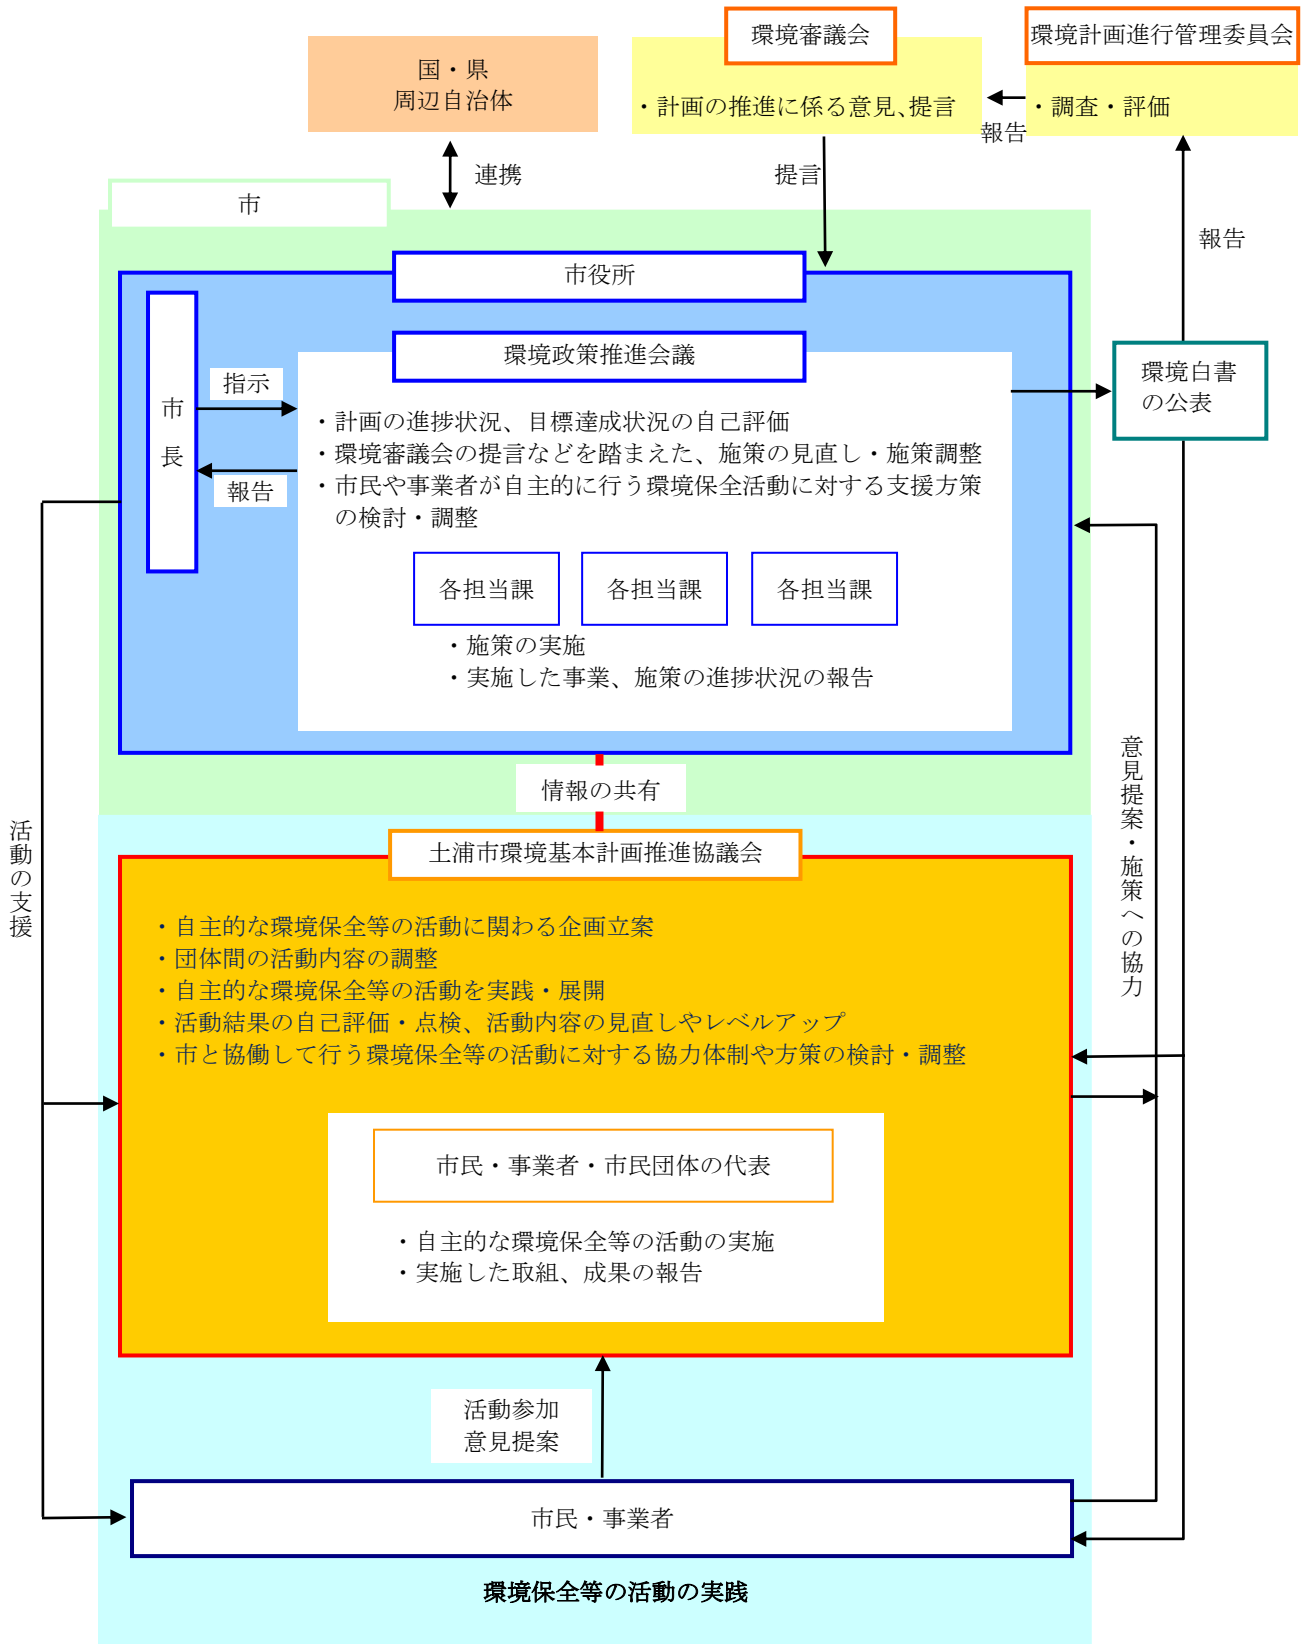 環境審議会
環境計画進行管理委員会
国・県
周辺自治体
・計画の推進に係る意見、提言
・調査・評価
報告
連携
提言
市
報告
市役所
環境政策推進会議
環境白書
の公表
市長
指示
報告
・計画の進捗状況、目標達成状況の自己評価
・環境審議会の提言などを踏まえた、施策の見直し・施策調整
・市民や事業者が自主的に行う環境保全活動に対する支援方策
の検討・調整
各担当課
各担当課
各担当課
・施策の実施
・実施した事業、施策の進捗状況の報告
情報の共有
意見提案・施策への協力
活動の支援
土浦市環境基本計画推進協議会
・自主的な環境保全等の活動に関わる企画立案
・団体間の活動内容の調整
・自主的な環境保全等の活動を実践・展開
・活動結果の自己評価・点検、活動内容の見直しやレベルアップ
・市と協働して行う環境保全等の活動に対する協力体制や方策の検討・調整
市民・事業者・市民団体の代表
・自主的な環境保全等の活動の実施
・実施した取組、成果の報告
活動参加
意見提案
市民・事業者
環境保全等の活動の実践